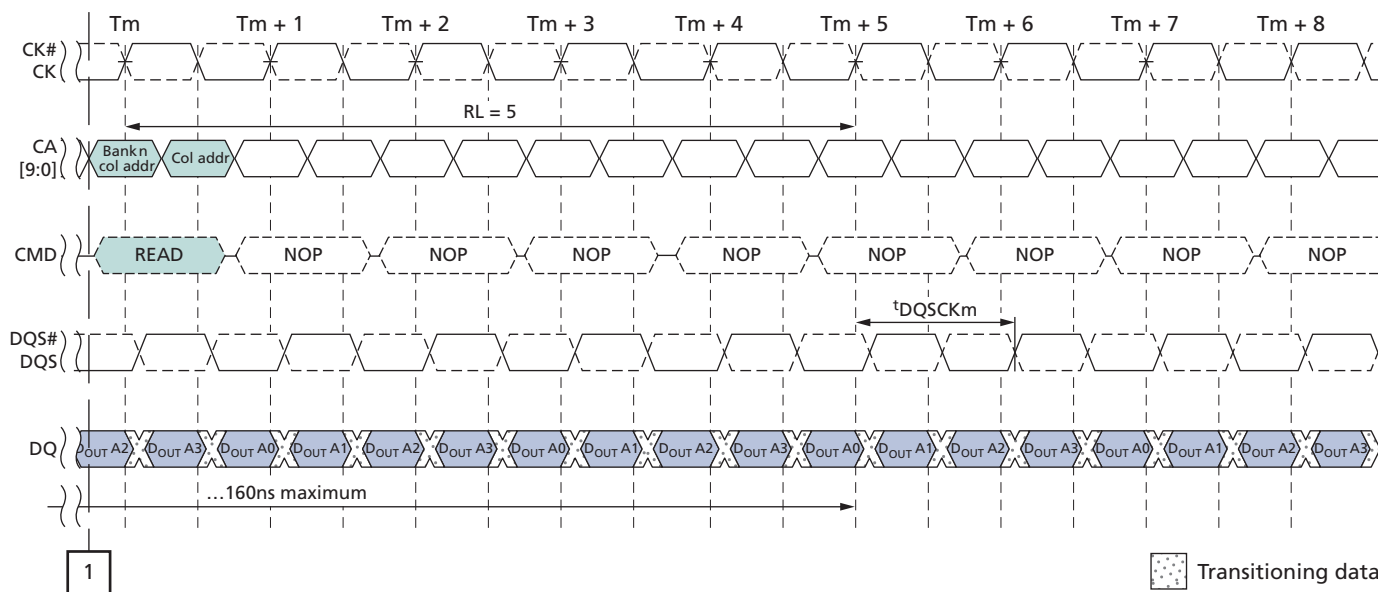 Tm Tm + 1 Tm + 2 Tm + 3 Tm + 4 Tm + 5 Tm + 6 Tm + 7 Tm + 8
CK#
CK
RL = 5
CA
[9:0]
Bank n
col addr
Col addr
CMD READ NOP NOP NOP NOP NOP NOP NOP NOP
tDQSCKm
DQS#
DQS
DQ DOUT A2 DOUT A3 DOUT A0 DOUT A1 DOUT A2 DOUT A3 DOUT A0 DOUT A1 DOUT A2 DOUT A3 DOUT A0 DOUT A1 DOUT A2 DOUT A3 DOUT A0 DOUT A1 DOUT A2 DOUT A3
…160ns maximum
1
Transitioning data